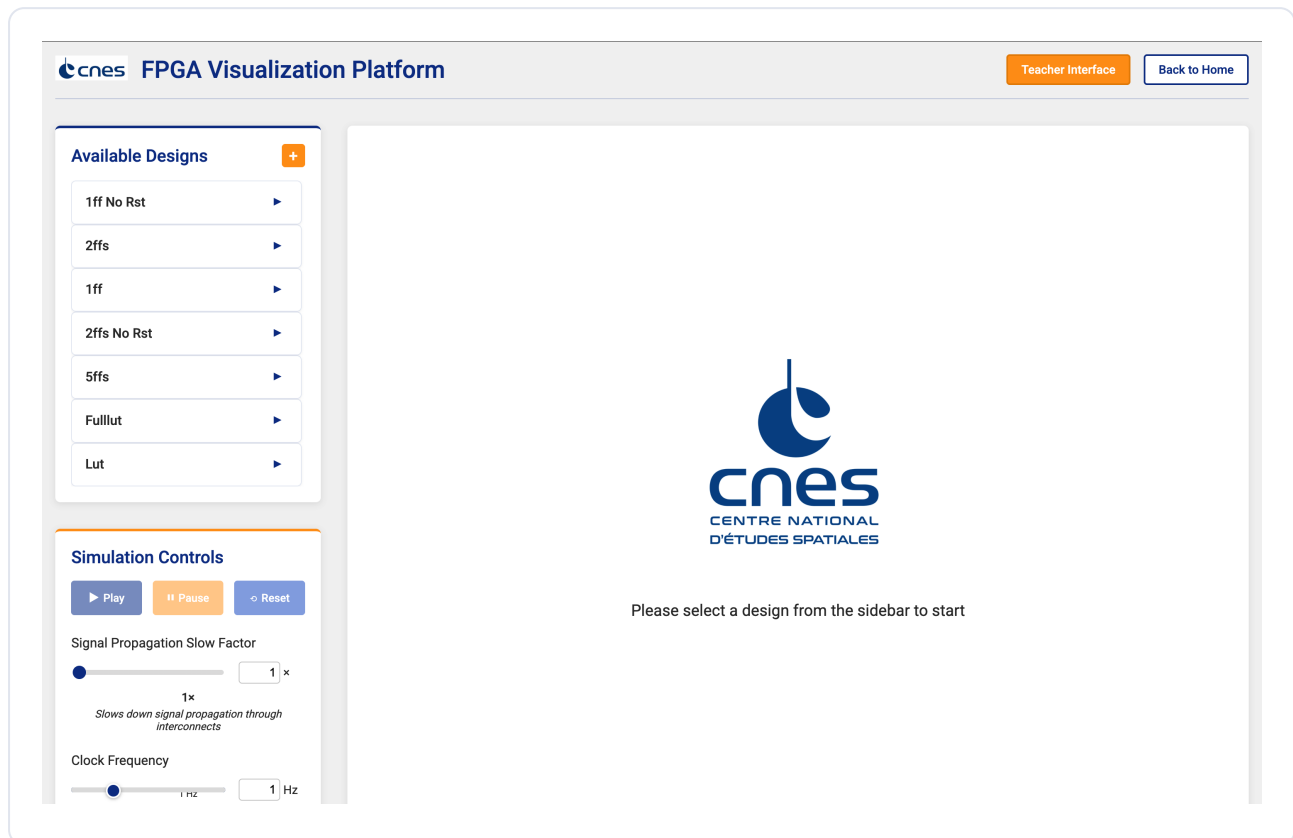 cnes FPGA Visualization Platform
Teacher Interface
Back to Home
Available Designs
+
1ff No Rst
2ffs
1ff
2ffs No Rst
5ffs
Fulllut
Lut
Simulation Controls
Play
Pause
Reset
Signal Propagation Slow Factor
1 ×
1×
Slows down signal propagation through
interconnects
Clock Frequency
1 Hz
1 Hz
cnes
CENTRE NATIONAL
D'ÉTUDES SPATIALES
Please select a design from the sidebar to start